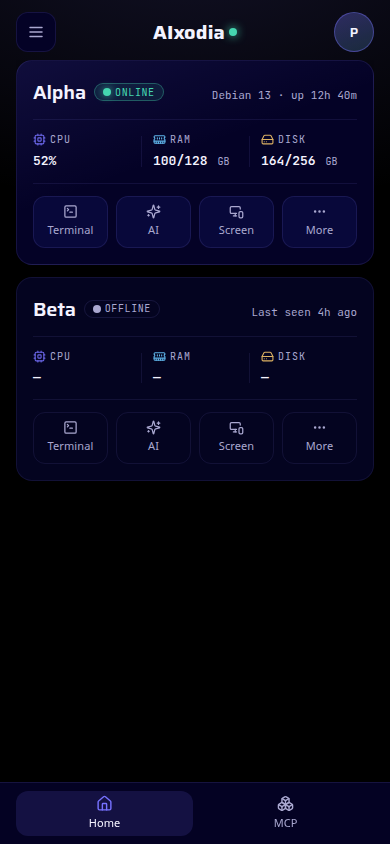 AIxodia
P
Alpha ONLINE Debian 13 · up 12h 40m
CPU RAM DISK
52% 100/128 GB 164/256 GB
Terminal AI Screen More
Beta OFFLINE Last seen 4h ago
CPU RAM DISK
— — —
Terminal AI Screen More
Home MCP